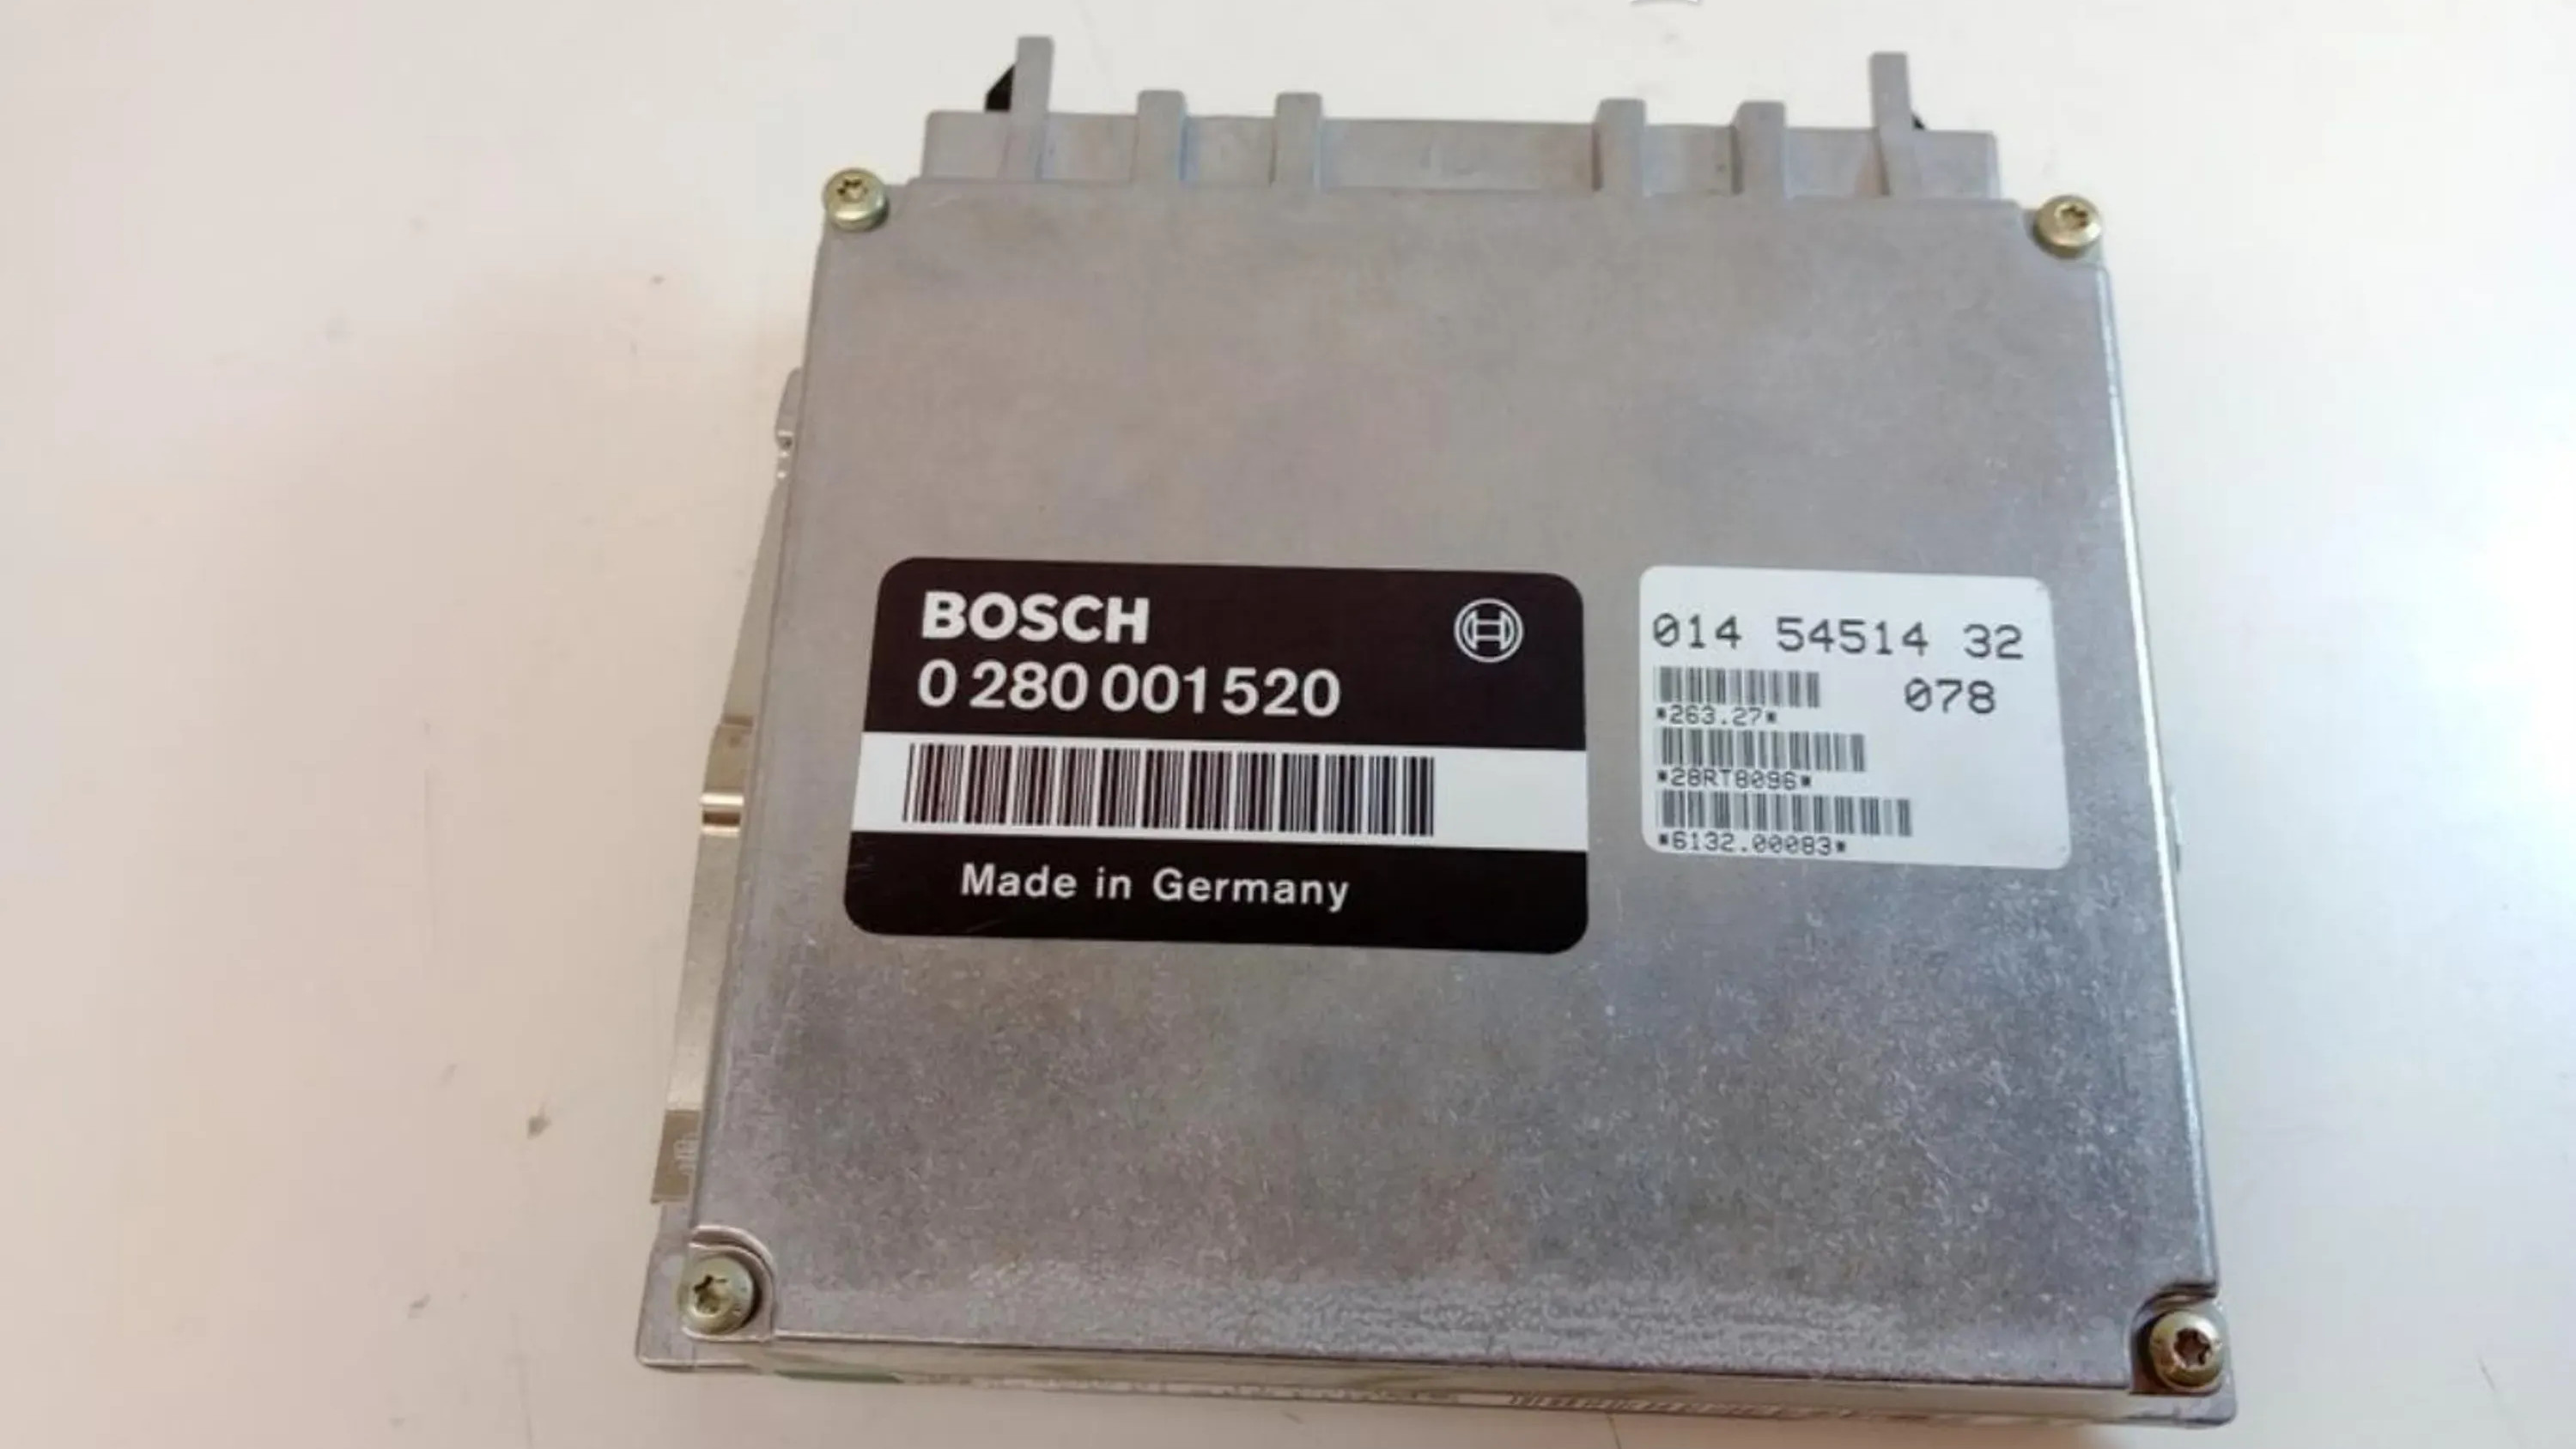 BOSCH
0 280 001 520
Made in Germany
014 54514 32
078
*263.27*
*28RT8096*
*6132.00083*